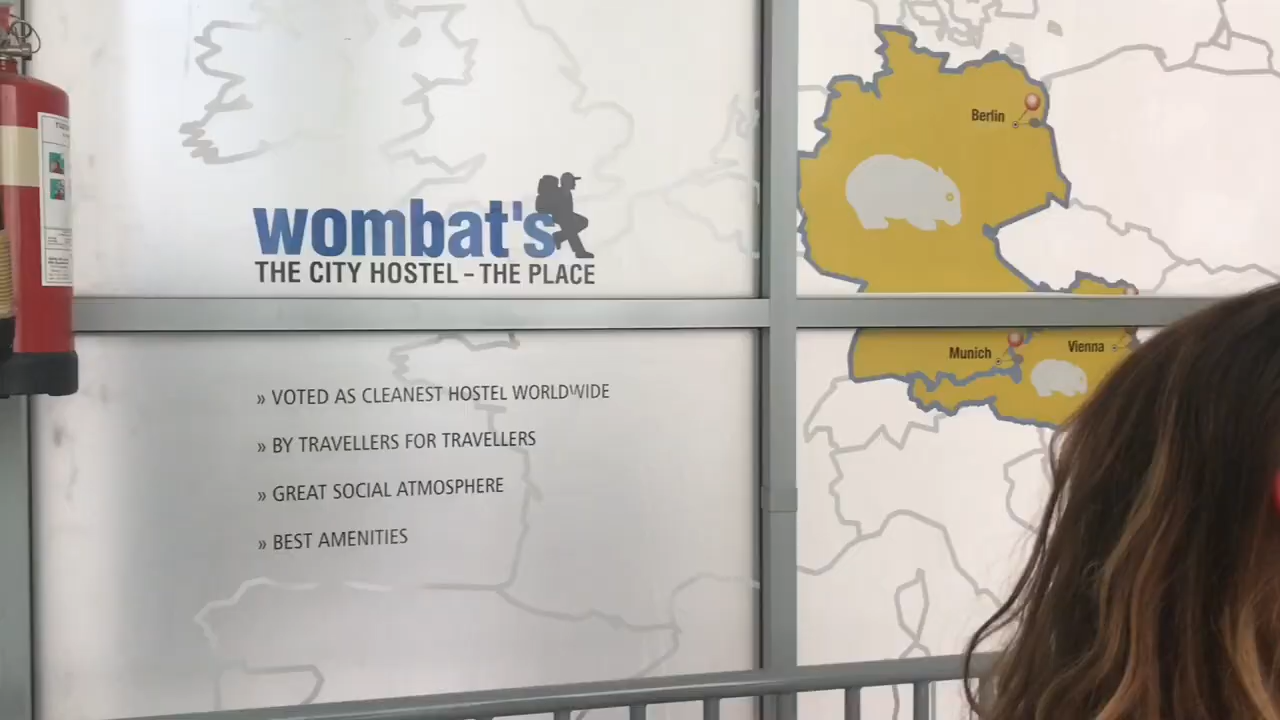 wombat's
THE CITY HOSTEL - THE PLACE
» VOTED AS CLEANEST HOSTEL WORLDWIDE
» BY TRAVELLERS FOR TRAVELLERS
» GREAT SOCIAL ATMOSPHERE
» BEST AMENITIES
Berlin
Munich
Vienna